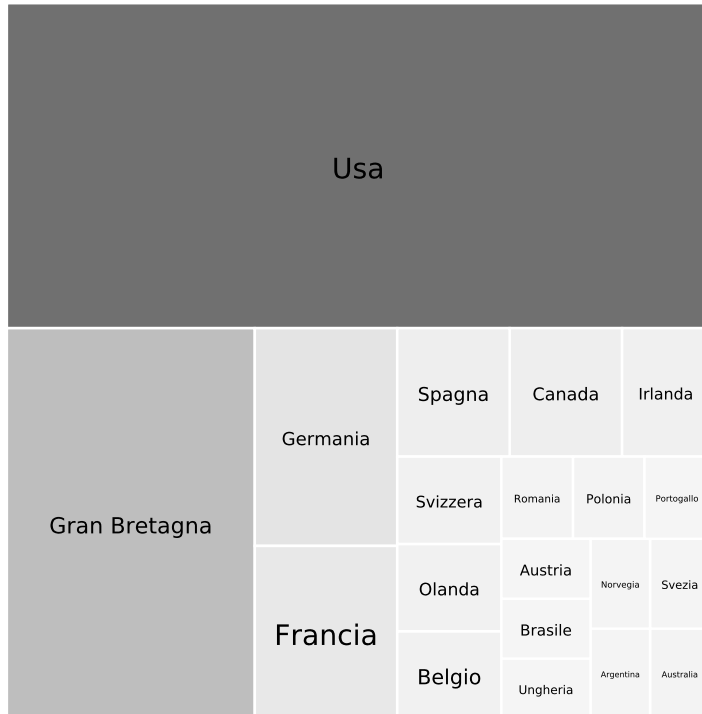 Usa
Gran Bretagna
Germania
Francia
Spagna
Canada
Irlanda
Svizzera
Olanda
Belgio
Romania
Polonia
Portogallo
Austria
Brasile
Ungheria
Norvegia
Svezia
Argentina
Australia